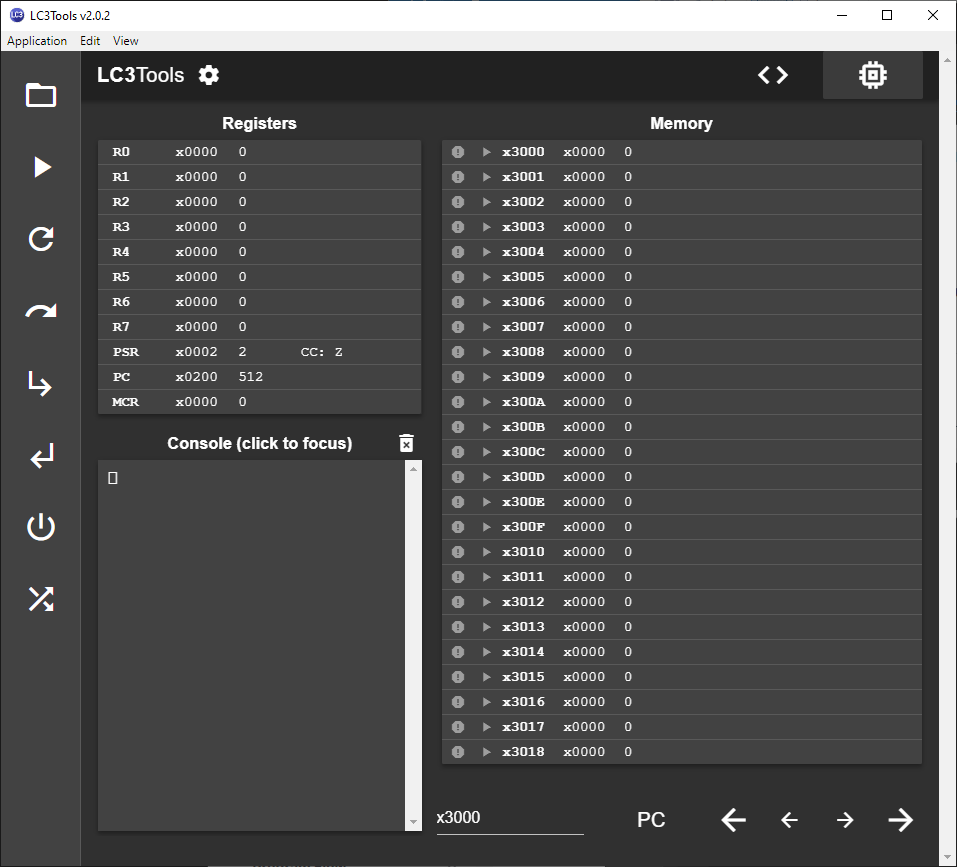 LC3 LC3Tools v2.0.2
Application Edit View
LC3Tools
Registers
R0 x0000 0
R1 x0000 0
R2 x0000 0
R3 x0000 0
R4 x0000 0
R5 x0000 0
R6 x0000 0
R7 x0000 0
PSR x0002 2 CC: Z
PC x0200 512
MCR x0000 0
Console (click to focus)
Memory
x3000 x0000 0
x3001 x0000 0
x3002 x0000 0
x3003 x0000 0
x3004 x0000 0
x3005 x0000 0
x3006 x0000 0
x3007 x0000 0
x3008 x0000 0
x3009 x0000 0
x300A x0000 0
x300B x0000 0
x300C x0000 0
x300D x0000 0
x300E x0000 0
x300F x0000 0
x3010 x0000 0
x3011 x0000 0
x3012 x0000 0
x3013 x0000 0
x3014 x0000 0
x3015 x0000 0
x3016 x0000 0
x3017 x0000 0
x3018 x0000 0
x3000 PC